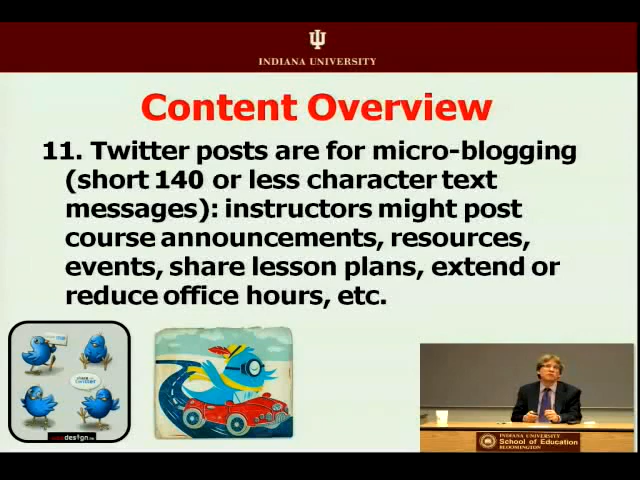 INDIANA UNIVERSITY
Content Overview
11. Twitter posts are for micro-blogging
(short 140 or less character text
messages): instructors might post
course announcements, resources,
events, share lesson plans, extend or
reduce office hours, etc.
INDIANA UNIVERSITY
School of Education
BLOOMINGTON